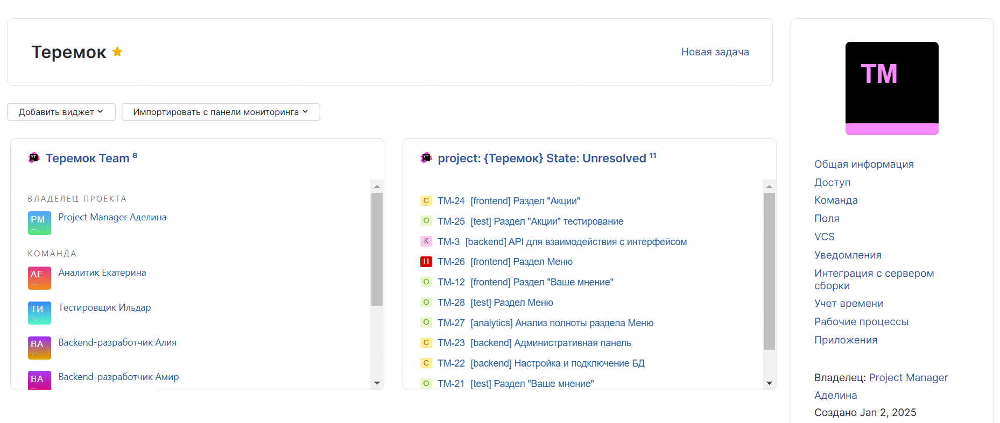 Теремок
Новая задача
Добавить виджет
Импортировать с панели мониторинга
YT
Теремок Team 8
ВЛАДЕЛЕЦ ПРОЕКТА
PM
Project Manager Аделина
КОМАНДА
АЕ
Аналитик Екатерина
ТИ
Тестировщик Ильдар
BA
Backend-разработчик Алия
BA
Backend-разработчик Амир
YT
project: {Теремок} State: Unresolved 11
С TM-24 [frontend] Раздел "Акции"
О TM-25 [test] Раздел "Акции" тестирование
К TM-3 [backend] API для взаимодействия с интерфейсом
Н TM-26 [frontend] Раздел Меню
О TM-12 [frontend] Раздел "Ваше мнение"
О TM-28 [test] Раздел Меню
О TM-27 [analytics] Анализ полноты раздела Меню
С TM-23 [backend] Административная панель
С TM-22 [backend] Настройка и подключение БД
О TM-21 [test] Раздел "Ваше мнение"
TM
Общая информация
Доступ
Команда
Поля
VCS
Уведомления
Интеграция с сервером
сборки
Учет времени
Рабочие процессы
Приложения
Владелец: Project Manager
Аделина
Создано Jan 2, 2025